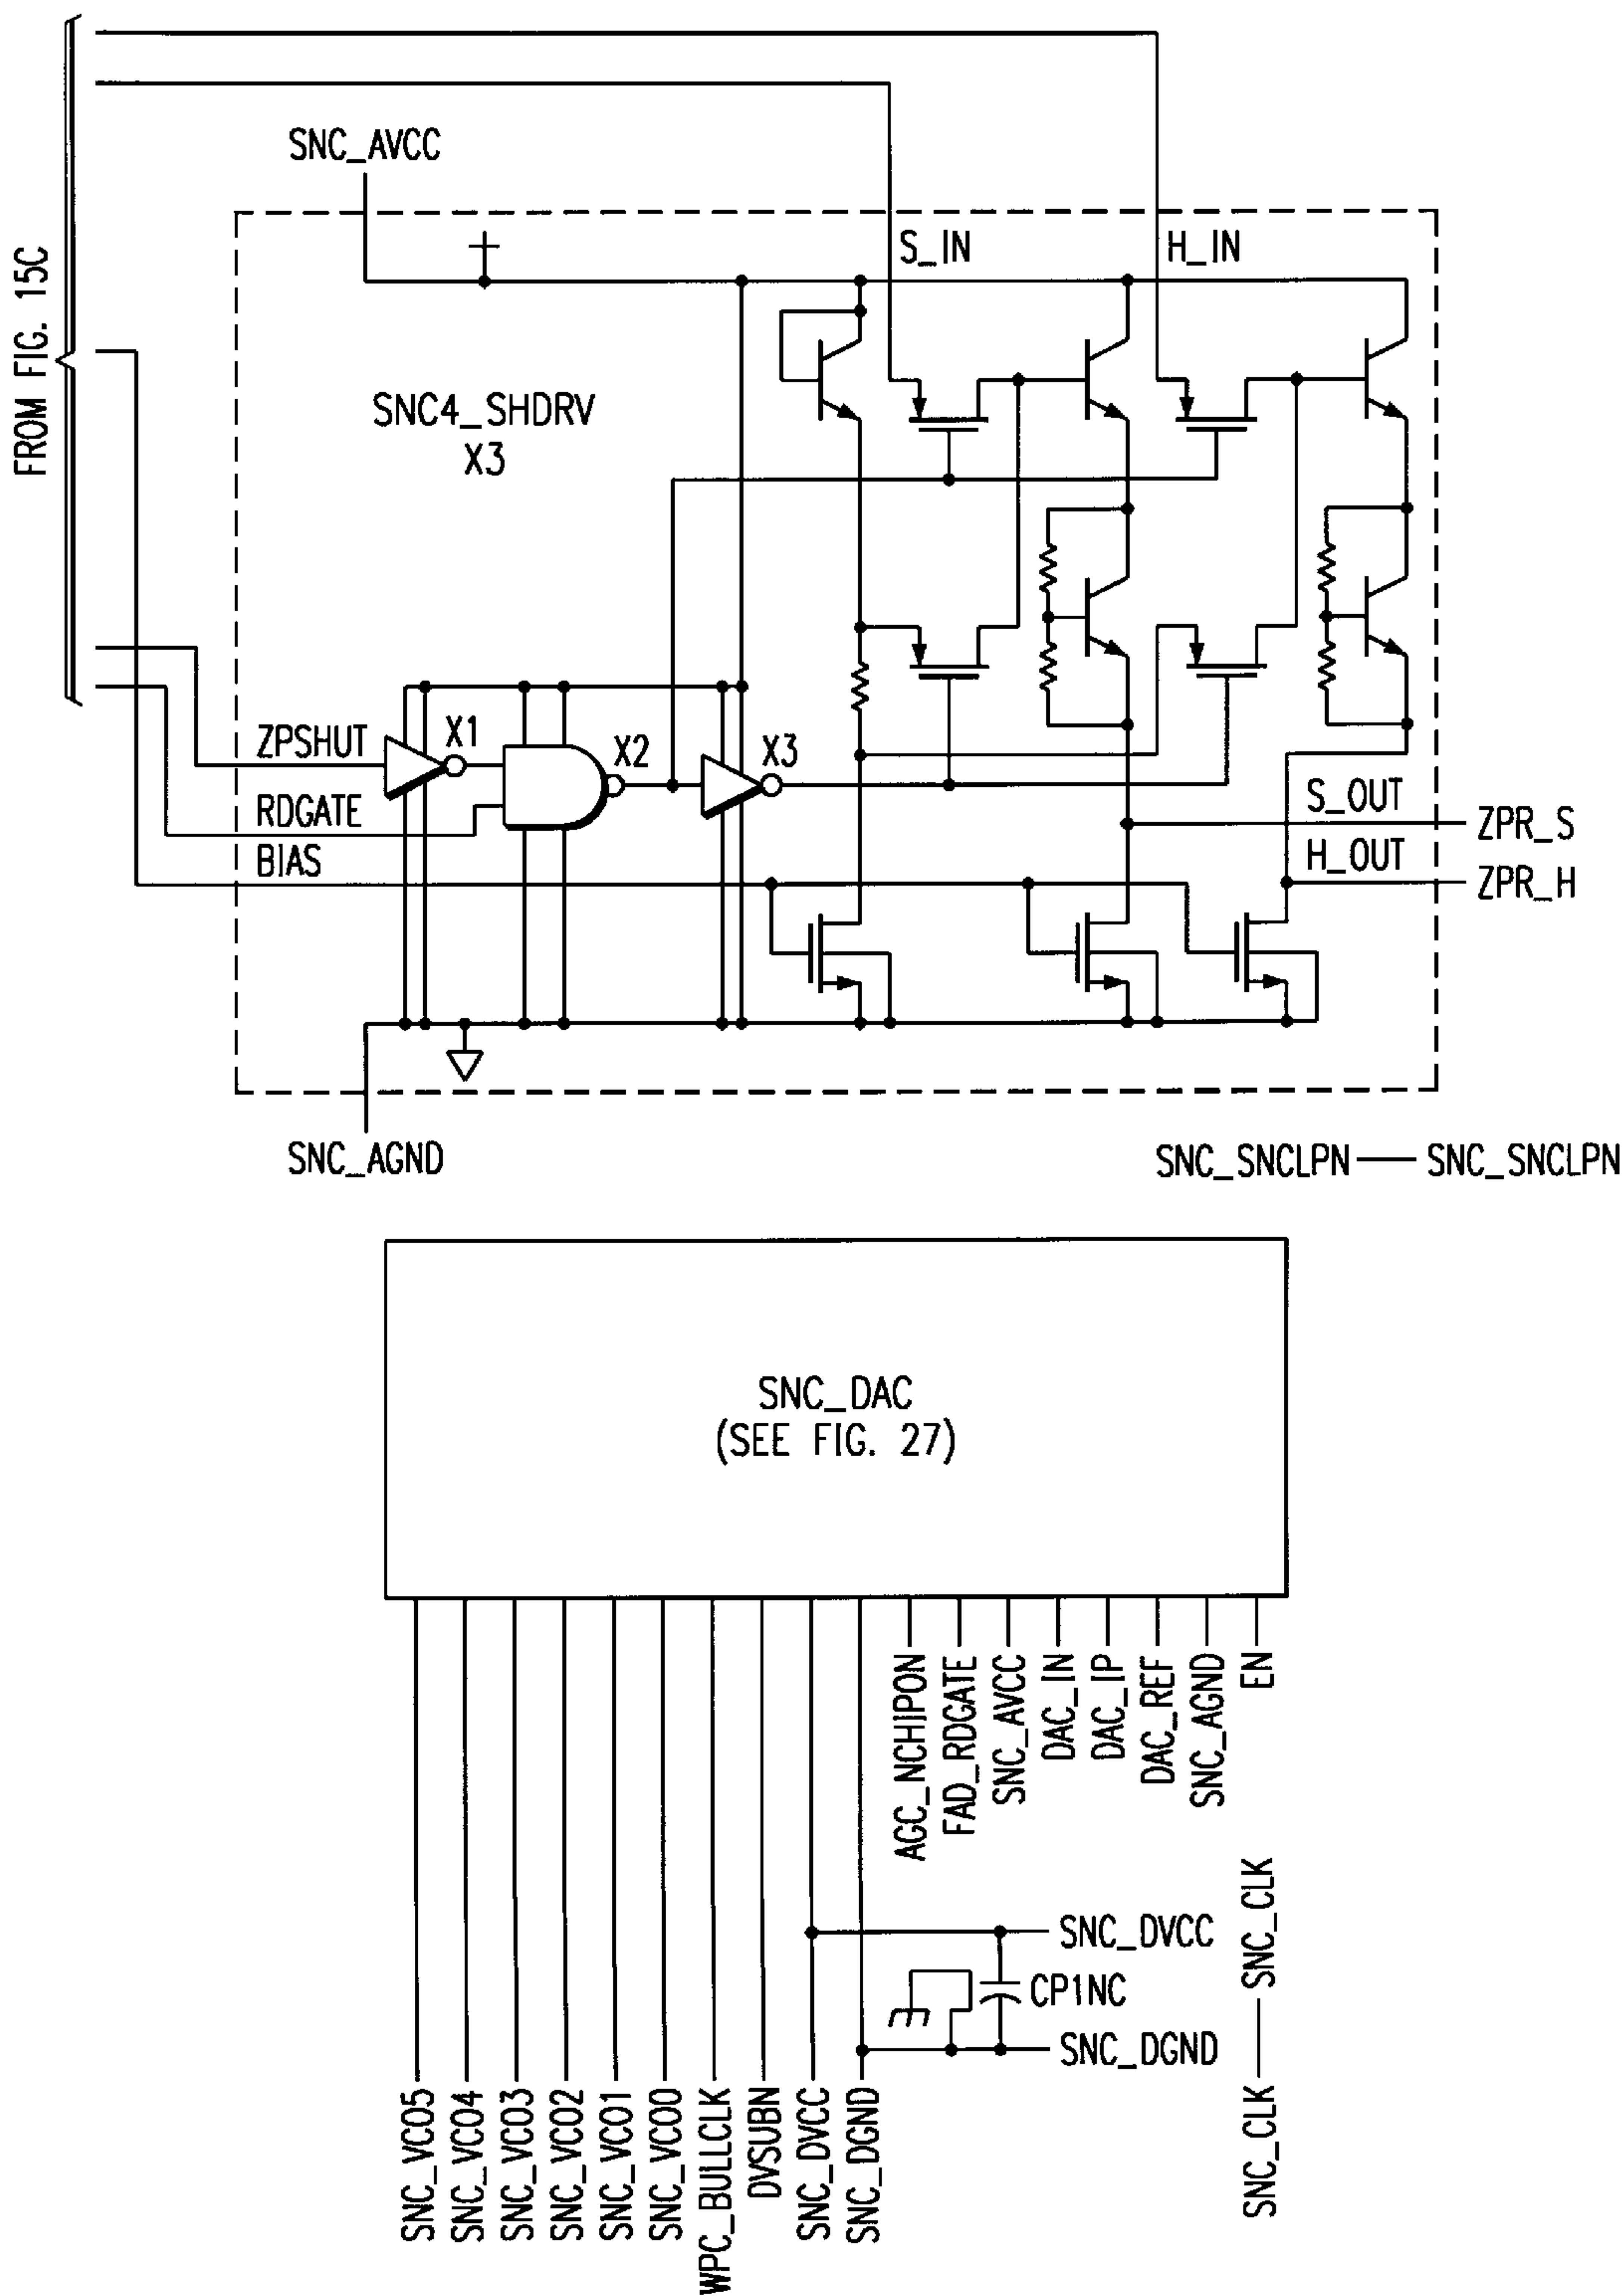 FROM FIG. 15C
SNC_AVCC
S_IN
H_IN
SNC4_SHDRV
X3
ZPSHUT
X1
X2
X3
RDGATE
BIAS
S_OUT
ZPR_S
H_OUT
ZPR_H
SNC_AGND
SNC_SNCLPN
SNC_SNCLPN
SNC_DAC
(SEE FIG. 27)
AGC_NCHIPON
FAD_RDGATE
SNC_AVCC
DAC_IN
DAC_IP
DAC_REF
SNC_AGND
EN
SNC_DVCC
CP1NC
SNC_DGND
SNC_CLK
SNC_CLK
SNC_VCO5
SNC_VCO4
SNC_VCO3
SNC_VCO2
SNC_VCO1
SNC_VCO0
WPC_BULLCLK
DVSUBN
SNC_DVCC
SNC_DGND